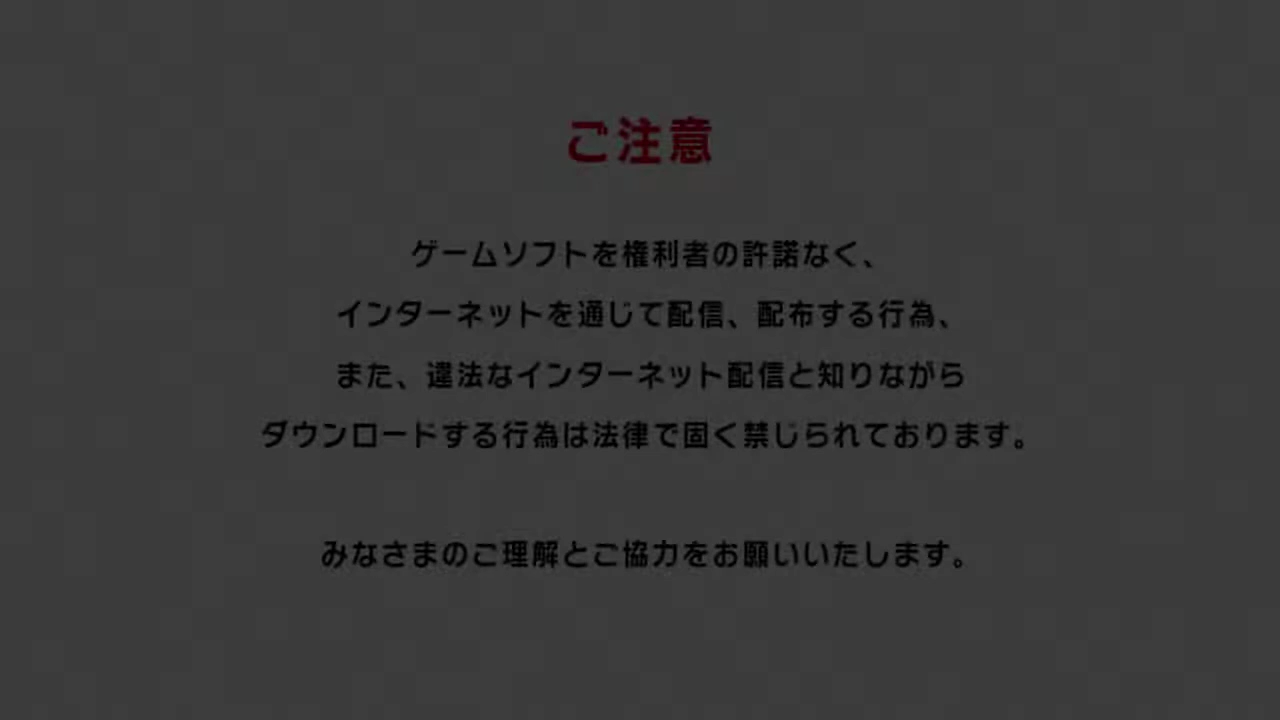 ご注意
ゲームソフトを権利者の許諾なく、
インターネットを通じて配信、配布する行為、
また、違法なインターネット配信と知りながら
ダウンロードする行為は法律で固く禁じられております。
みなさまのご理解とご協力をお願いいたします。